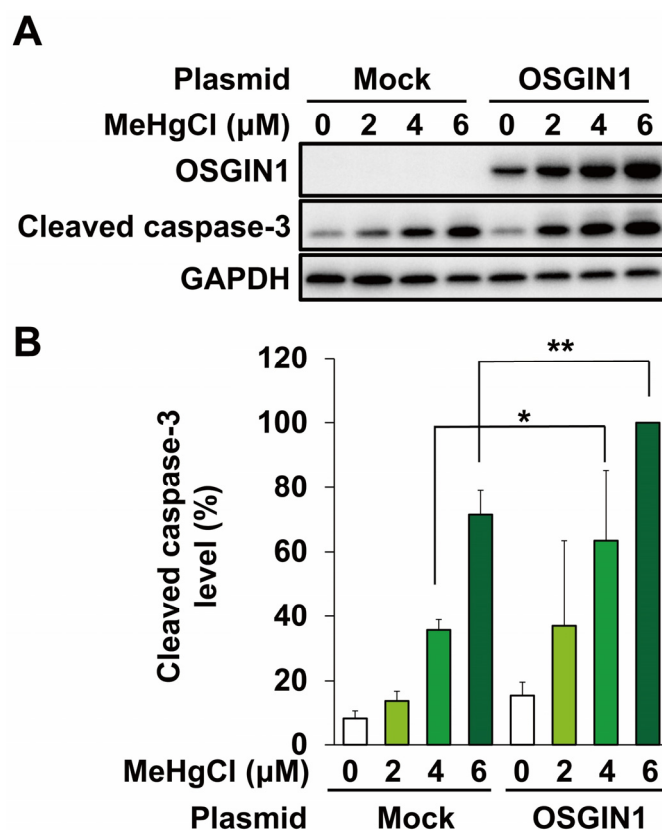 A
Plasmid Mock OSGIN1
MeHgCl (μM) 0 2 4 6 0 2 4 6
OSGIN1
Cleaved caspase-3
GAPDH
B
Cleaved caspase-3
level (%)
120
100
80
60
40
20
0
**
*
MeHgCl (μM) 0 2 4 6 0 2 4 6
Plasmid Mock OSGIN1